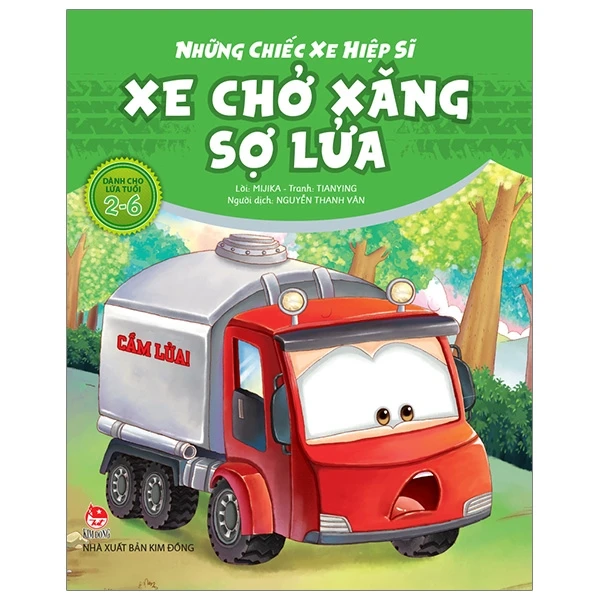 NHỮNG CHIẾC XE HIỆP SĨ
XE CHỞ XĂNG
SỢ LỬA
Lời: MIJIKA - Tranh: TIANYING
Người dịch: NGUYỄN THANH VÂN
DÀNH CHO
LỨA TUỔI
2-6
CẤM LỬA!
KIM ĐỒNG
NHÀ XUẤT BẢN KIM ĐỒNG